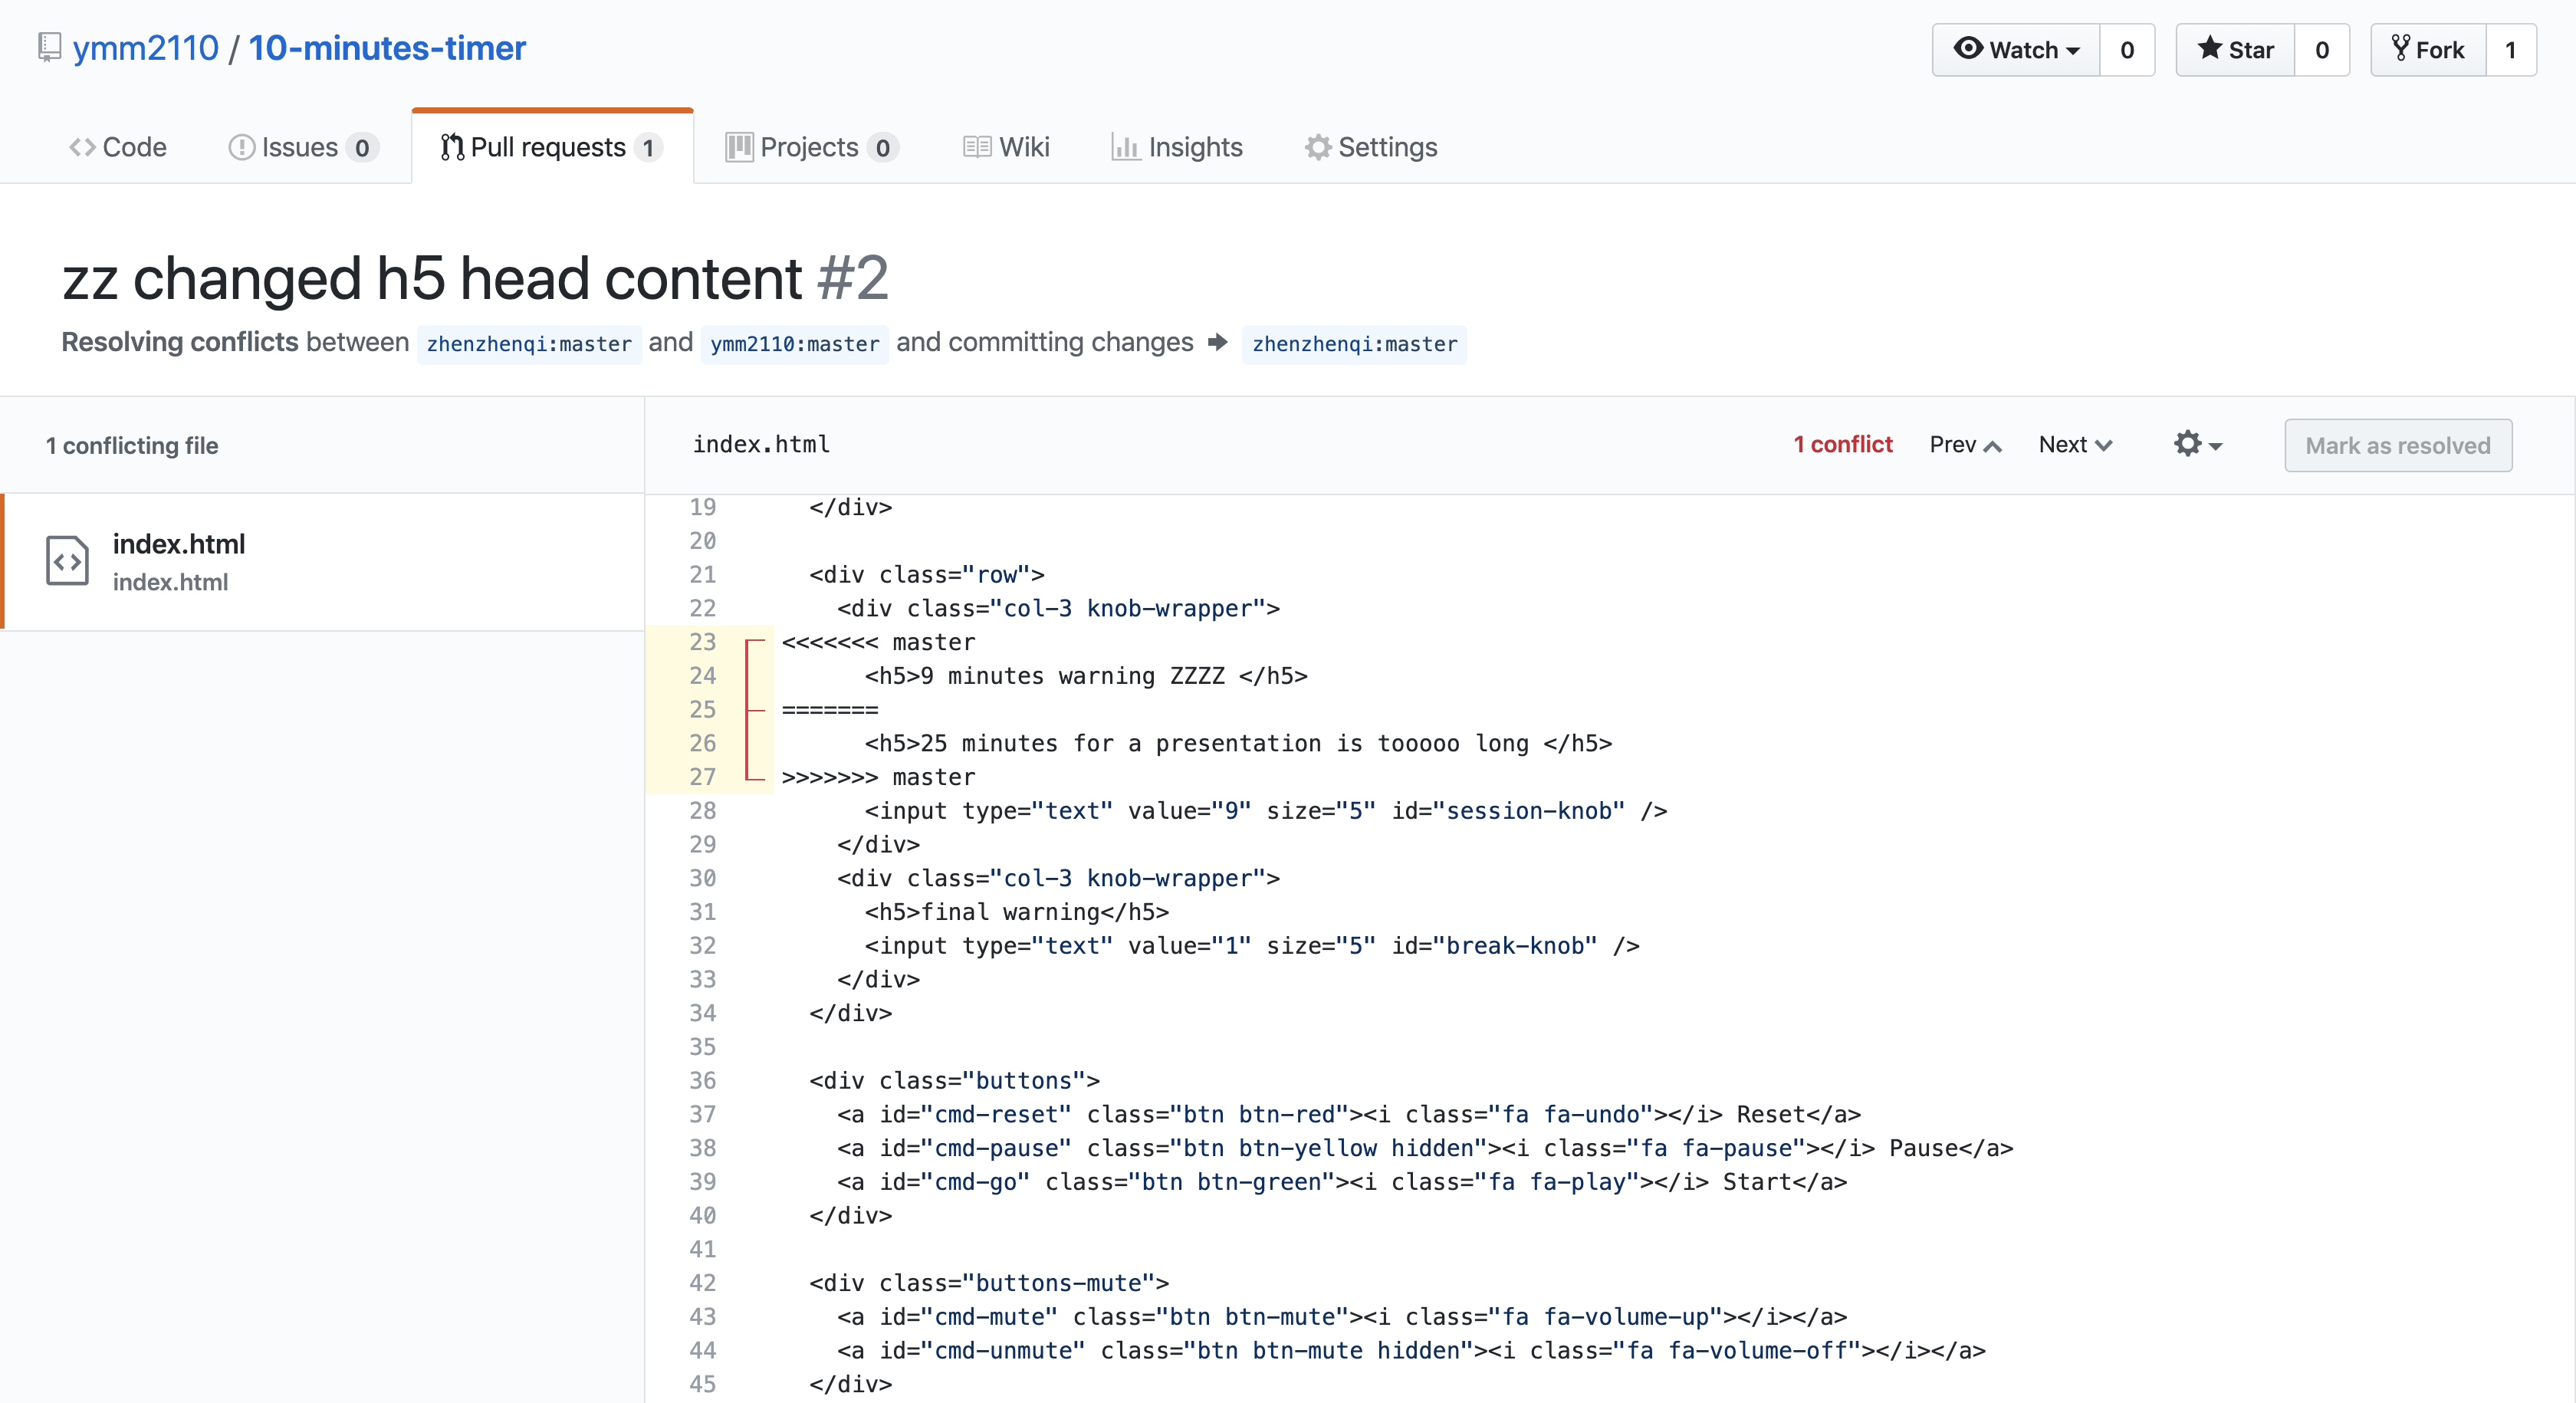 ymm2110 / 10-minutes-timer
Watch 0 Star 0 Fork 1
Code Issues 0 Pull requests 1 Projects 0 Wiki Insights Settings
zz changed h5 head content #2
Resolving conflicts between zhenzhenqi:master and ymm2110:master and committing changes → zhenzhenqi:master
1 conflicting file
index.html
index.html
index.html 1 conflict Prev Next Mark as resolved
19 </div>
20
21 <div class="row">
22 <div class="col-3 knob-wrapper">
23 <<<<<<< master
24 <h5>9 minutes warning ZZZZ </h5>
25 =======
26 <h5>25 minutes for a presentation is tooooo long </h5>
27 >>>>>>> master
28 <input type="text" value="9" size="5" id="session-knob" />
29 </div>
30 <div class="col-3 knob-wrapper">
31 <h5>final warning</h5>
32 <input type="text" value="1" size="5" id="break-knob" />
33 </div>
34 </div>
35
36 <div class="buttons">
37 <a id="cmd-reset" class="btn btn-red"><i class="fa fa-undo"></i> Reset</a>
38 <a id="cmd-pause" class="btn btn-yellow hidden"><i class="fa fa-pause"></i> Pause</a>
39 <a id="cmd-go" class="btn btn-green"><i class="fa fa-play"></i> Start</a>
40 </div>
41
42 <div class="buttons-mute">
43 <a id="cmd-mute" class="btn btn-mute"><i class="fa fa-volume-up"></i></a>
44 <a id="cmd-unmute" class="btn btn-mute hidden"><i class="fa fa-volume-off"></i></a>
45 </div>